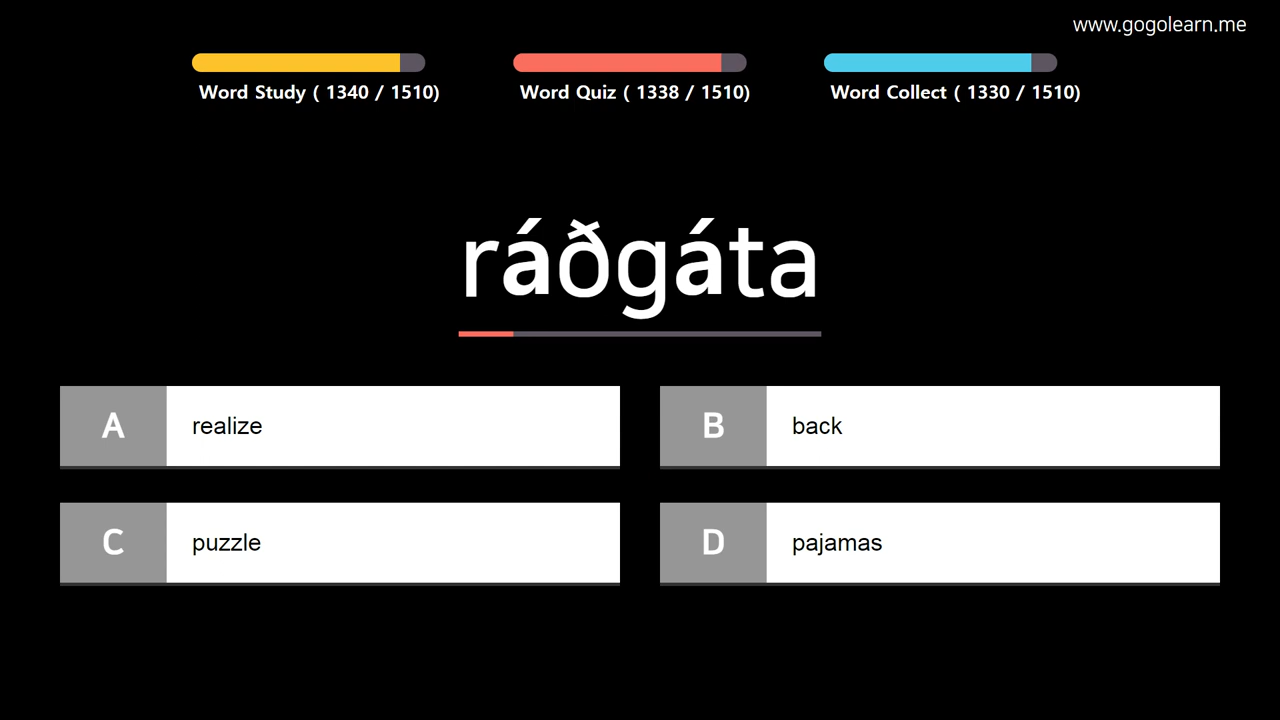 www.gogolearn.me
Word Study ( 1340 / 1510)
Word Quiz ( 1338 / 1510)
Word Collect ( 1330 / 1510)
ráðgáta
A realize
B back
C puzzle
D pajamas